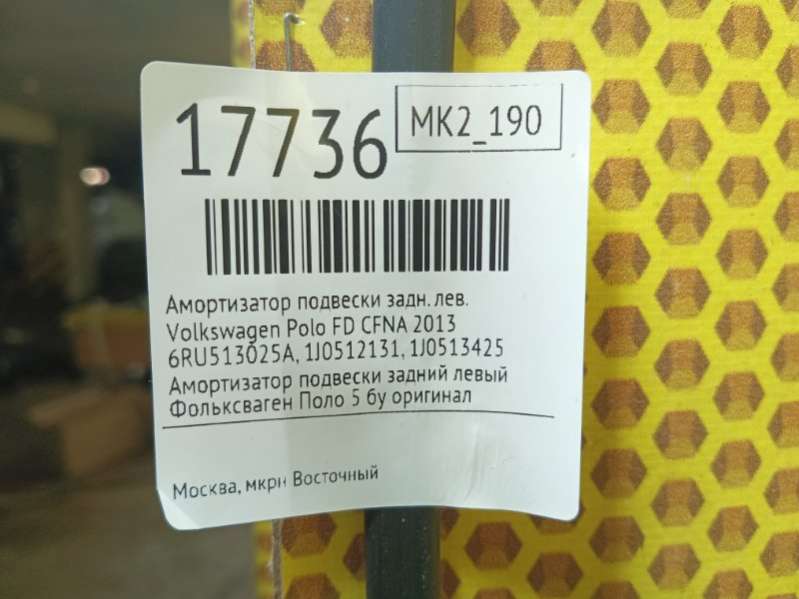 17736
MK2_190
Амортизатор подвески задн. лев.
Volkswagen Polo FD CFNA 2013
6RU513025A, 1J0512131, 1J0513425
Амортизатор подвески задний левый
Фольксваген Поло 5 бу оригинал
Москва, мкрн Восточный